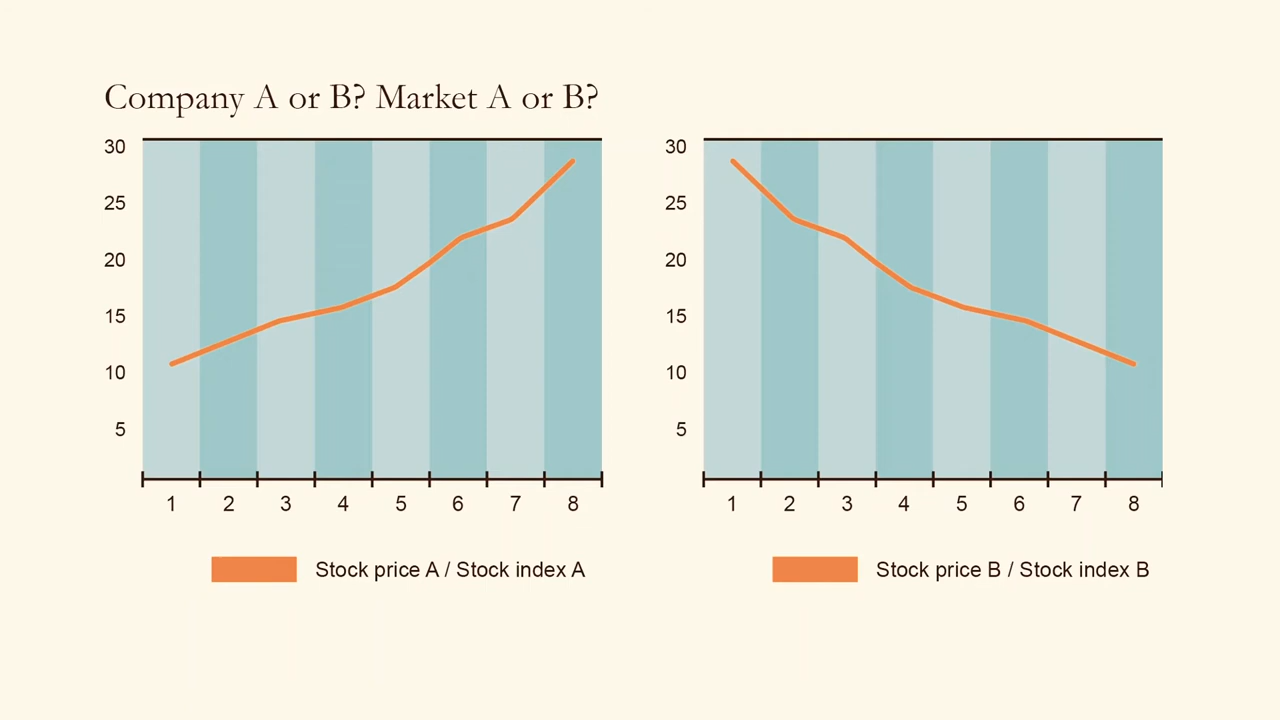 Company A or B? Market A or B?
30
25
20
15
10
5
1 2 3 4 5 6 7 8
Stock price A / Stock index A
30
25
20
15
10
5
1 2 3 4 5 6 7 8
Stock price B / Stock index B